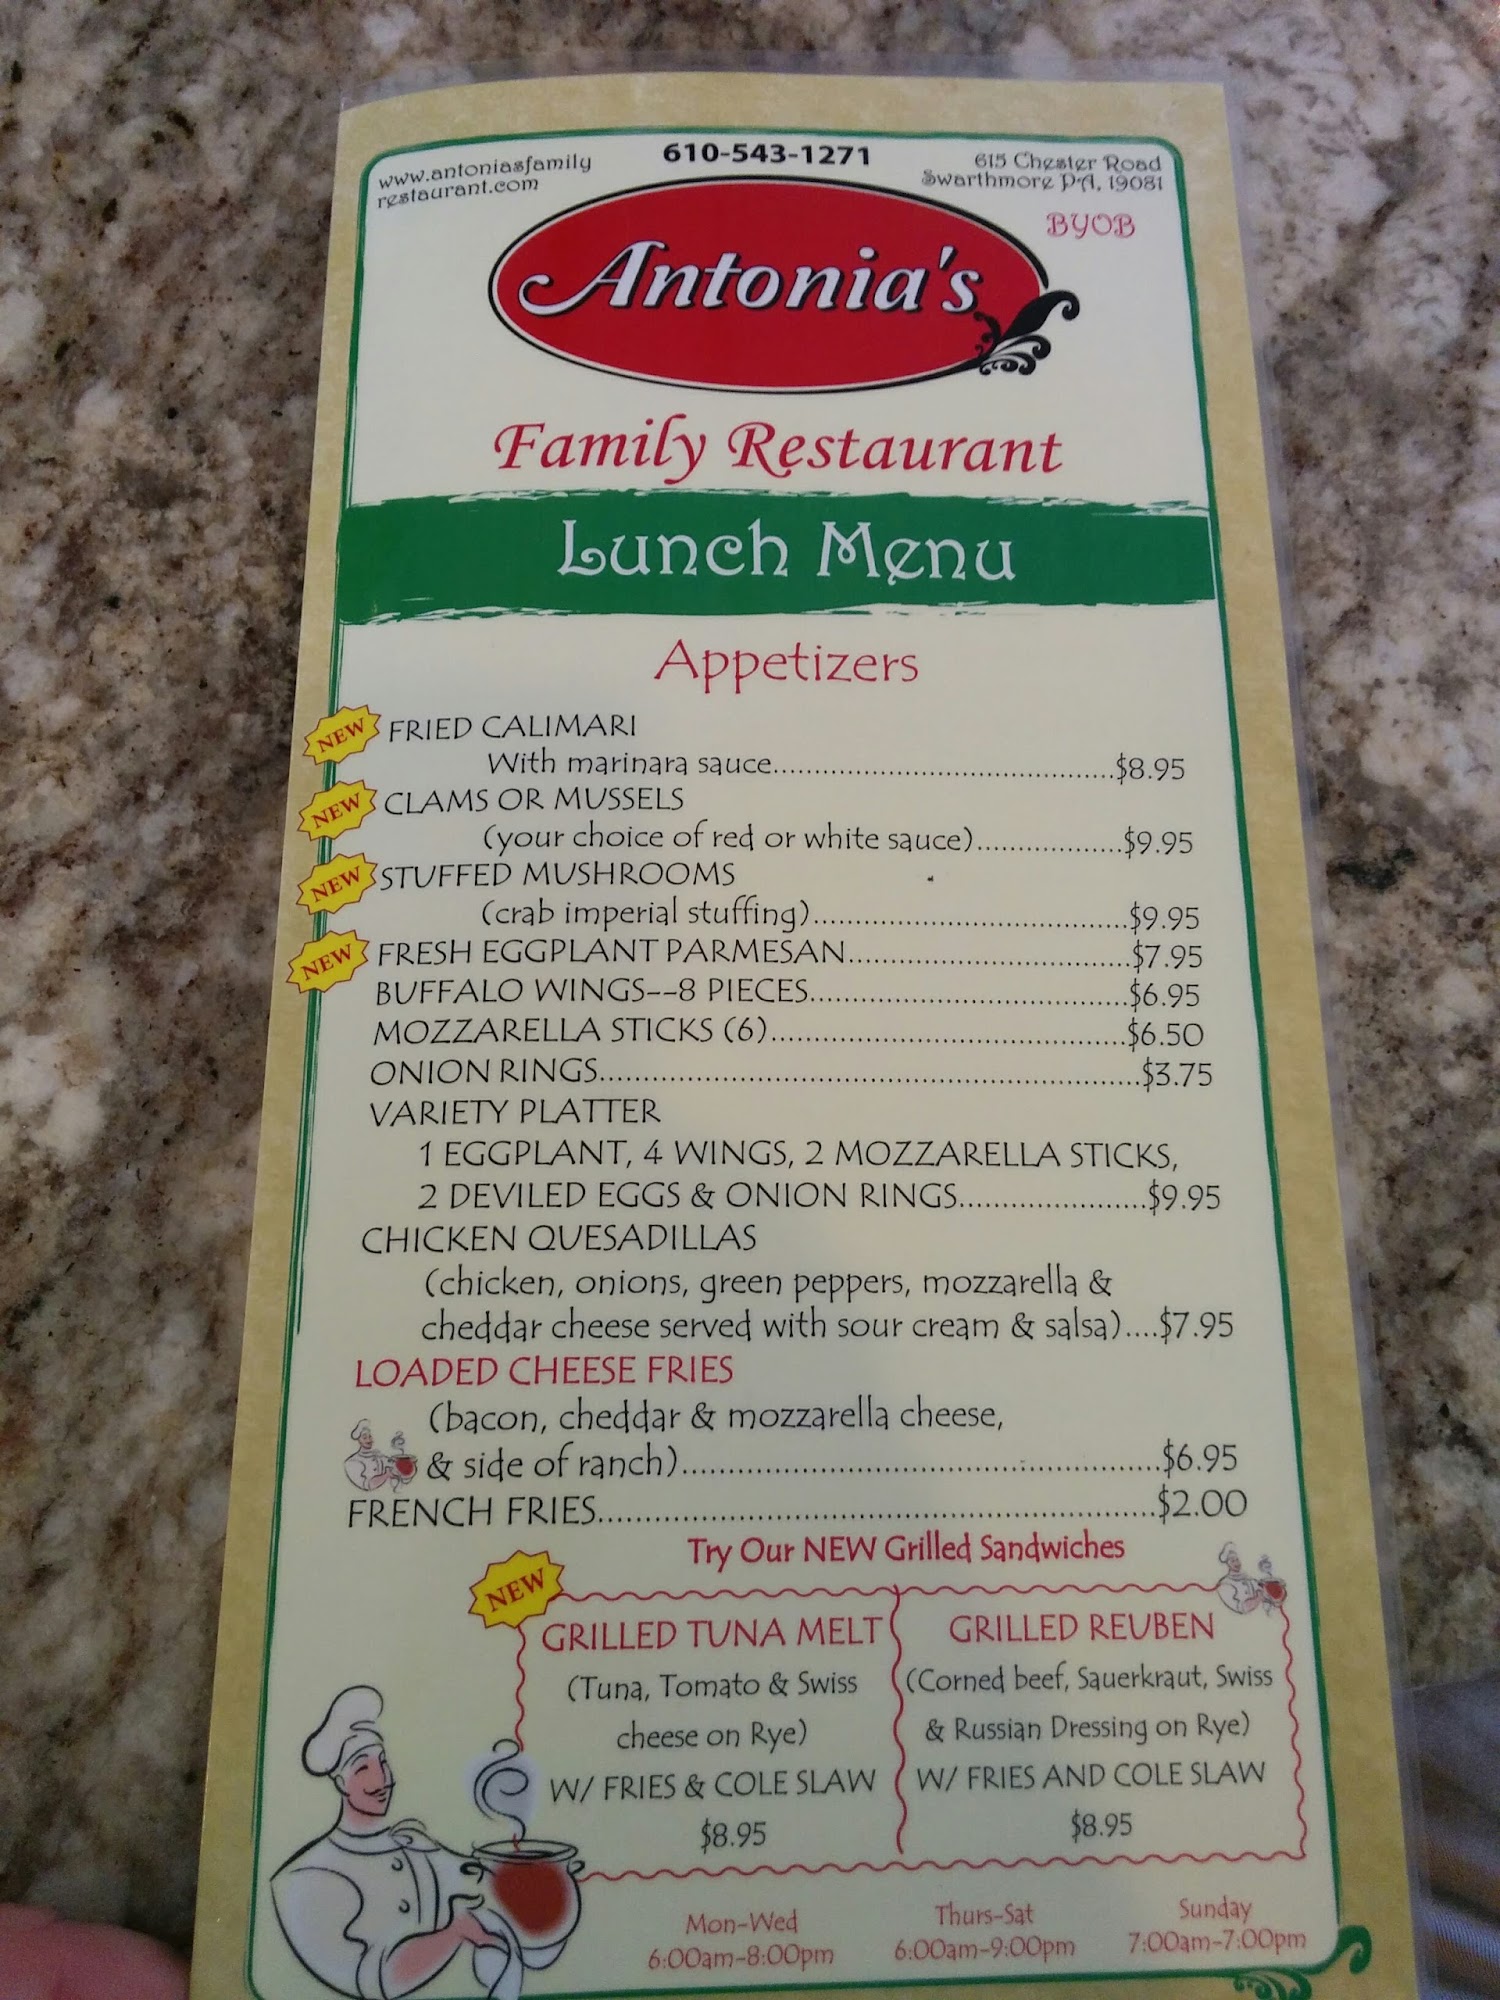 www.antoniasfamily
restaurant.com
610-543-1271
615 Chester Road
Swarthmore PA, 19081
BYOB
Antonia's
Family Restaurant
Lunch Menu
Appetizers
NEW FRIED CALIMARI
With marinara sauce........................................$8.95
NEW CLAMS OR MUSSELS
(your choice of red or white sauce)..................$9.95
NEW STUFFED MUSHROOMS
(crab imperial stuffing).....................................$9.95
NEW FRESH EGGPLANT PARMESAN.................................$7.95
BUFFALO WINGS--8 PIECES.....................................$6.95
MOZZARELLA STICKS (6)..........................................$6.50
ONION RINGS...............................................................$3.75
VARIETY PLATTER
1 EGGPLANT, 4 WINGS, 2 MOZZARELLA STICKS,
2 DEVILED EGGS & ONION RINGS......................$9.95
CHICKEN QUESADILLAS
(chicken, onions, green peppers, mozzarella &
cheddar cheese served with sour cream & salsa)....$7.95
LOADED CHEESE FRIES
(bacon, cheddar & mozzarella cheese,
& side of ranch)......................................................$6.95
FRENCH FRIES..............................................................$2.00
Try Our NEW Grilled Sandwiches
NEW
GRILLED TUNA MELT
(Tuna, Tomato & Swiss
cheese on Rye)
W/ FRIES & COLE SLAW
$8.95
GRILLED REUBEN
(Corned beef, Sauerkraut, Swiss
& Russian Dressing on Rye)
W/ FRIES AND COLE SLAW
$8.95
Mon-Wed
6:00am-8:00pm
Thurs-Sat
6:00am-9:00pm
Sunday
7:00am-7:00pm